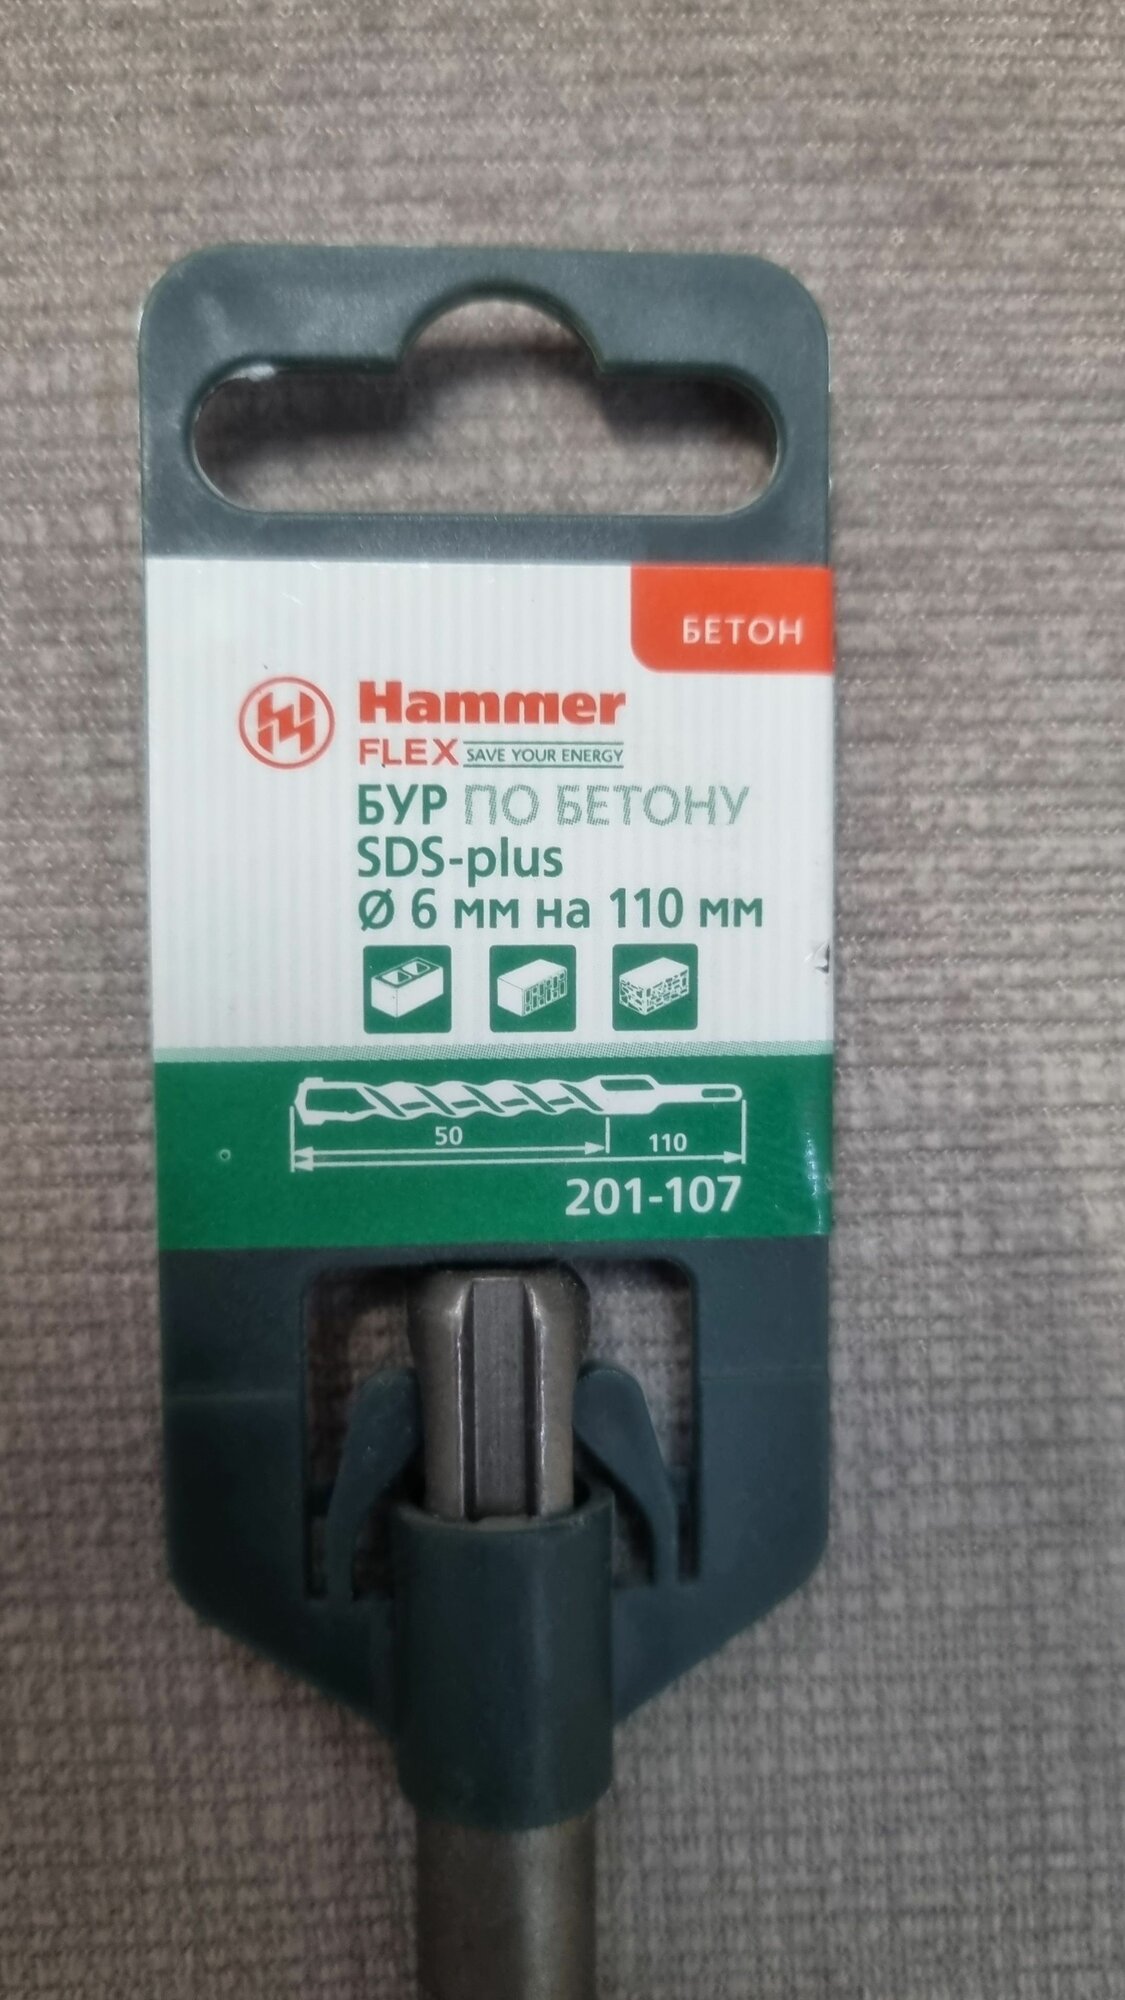 БЕТОН
Hammer
FLEX SAVE YOUR ENERGY
БУР ПО БЕТОНУ
SDS-plus
Ø 6 мм на 110 мм
50
110
201-107